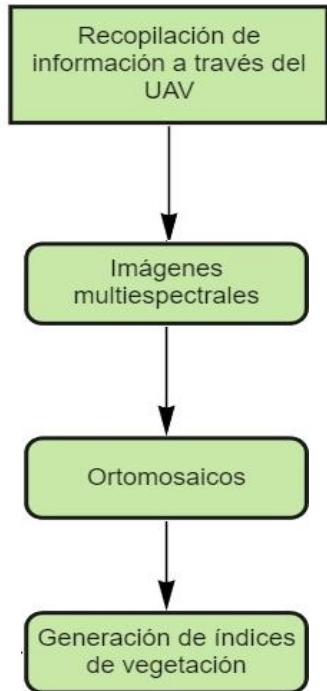 Recopilación de
información a través del
UAV
Imágenes
multiespectrales
Ortomosaicos
Generación de índices
de vegetación